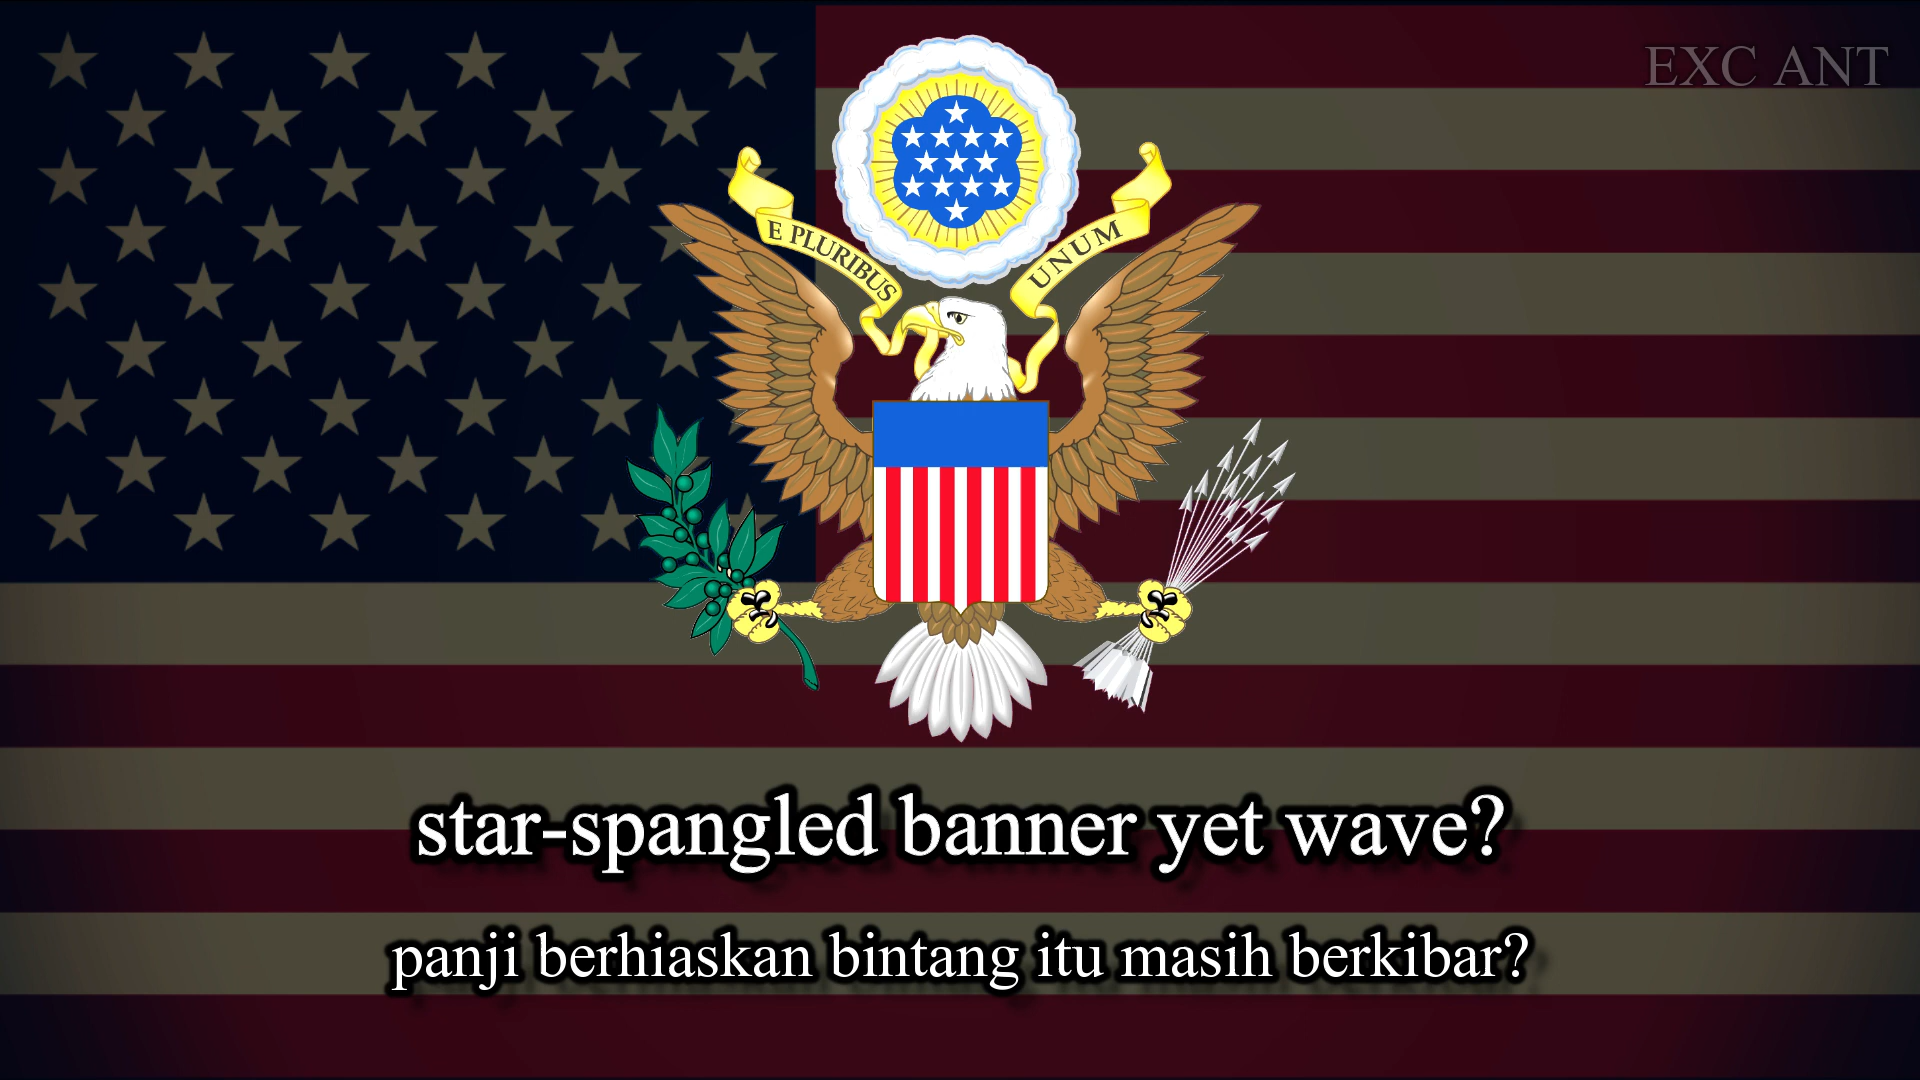 EXC ANT
E PLURIBUS UNUM
star-spangled banner yet wave?
panji berhiaskan bintang itu masih berkibar?